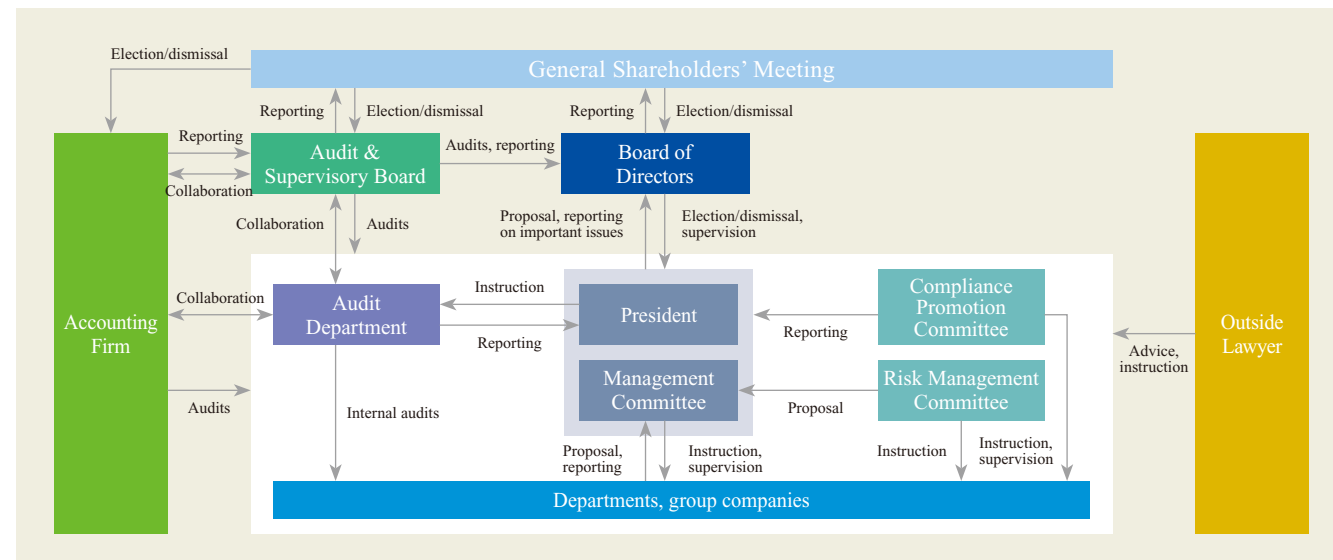 Election/dismissal
General Shareholders’ Meeting
Reporting
Election/dismissal
Reporting
Election/dismissal
Reporting
Collaboration
Audit &
Supervisory Board
Audits, reporting
Board of
Directors
Collaboration
Audits
Proposal, reporting
on important issues
Election/dismissal,
supervision
Accounting
Firm
Collaboration
Audits
Audit
Department
Instruction
Reporting
President
Management
Committee
Reporting
Compliance
Promotion
Committee
Proposal
Risk Management
Committee
Advice,
instruction
Outside
Lawyer
Internal audits
Proposal,
reporting
Instruction,
supervision
Instruction
Instruction,
supervision
Departments, group companies